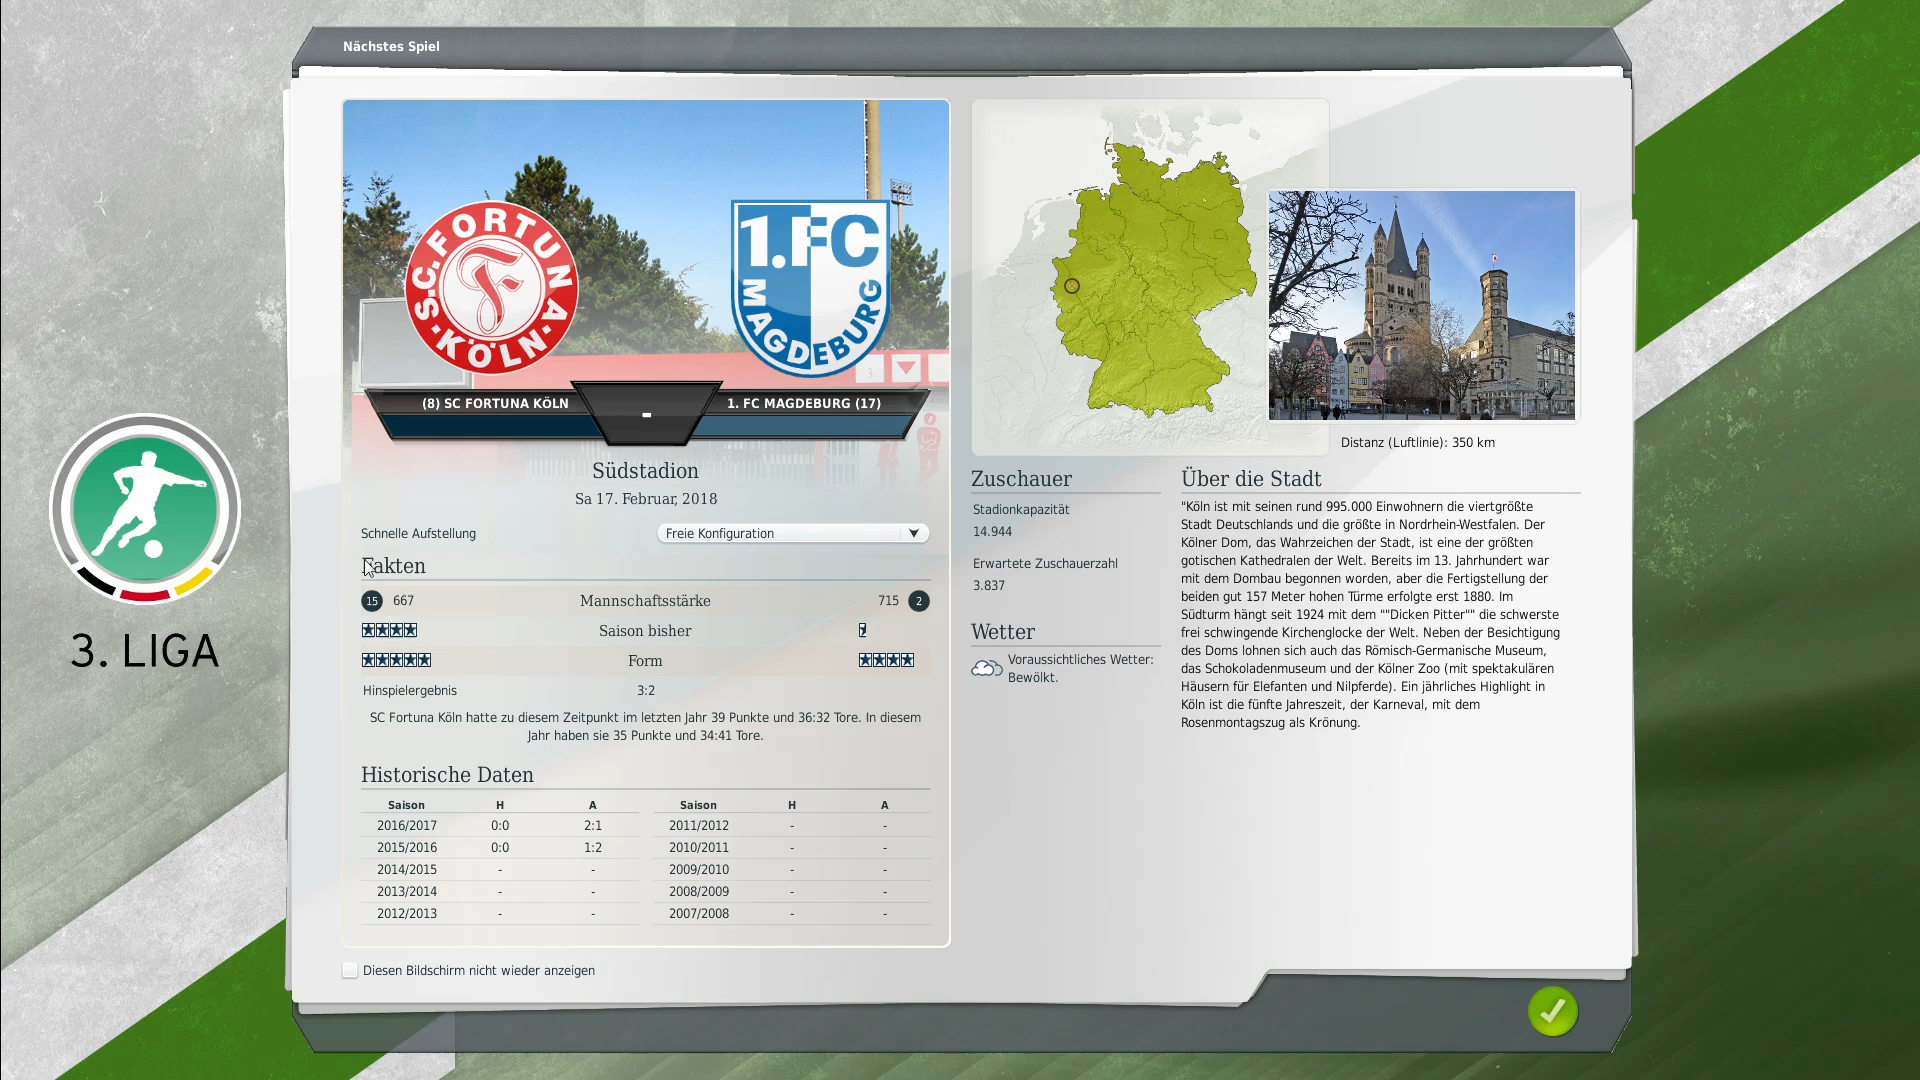 Nächstes Spiel
S.C. FORTUNA KÖLN
1. FC MAGDEBURG
3
(8) SC FORTUNA KÖLN - 1. FC MAGDEBURG (17)
Südstadion
Sa 17. Februar, 2018
Schnelle Aufstellung Freie Konfiguration
Fakten
15 667 Mannschaftsstärke 715 2
Saison bisher
Form
Hinspielergebnis 3:2
SC Fortuna Köln hatte zu diesem Zeitpunkt im letzten Jahr 39 Punkte und 36:32 Tore. In diesem
Jahr haben sie 35 Punkte und 34:41 Tore.
Historische Daten
Saison H A Saison H A
2016/2017 0:0 2:1 2011/2012 - -
2015/2016 0:0 1:2 2010/2011 - -
2014/2015 - - 2009/2010 - -
2013/2014 - - 2008/2009 - -
2012/2013 - - 2007/2008 - -
Diesen Bildschirm nicht wieder anzeigen
Distanz (Luftlinie): 350 km
Zuschauer
Stadionkapazität
14.944
Erwartete Zuschauerzahl
3.837
Wetter
Voraussichtliches Wetter:
Bewölkt.
Über die Stadt
"Köln ist mit seinen rund 995.000 Einwohnern die viertgrößte
Stadt Deutschlands und die größte in Nordrhein-Westfalen. Der
Kölner Dom, das Wahrzeichen der Stadt, ist eine der größten
gotischen Kathedralen der Welt. Bereits im 13. Jahrhundert war
mit dem Dombau begonnen worden, aber die Fertigstellung der
beiden gut 157 Meter hohen Türme erfolgte erst 1880. Im
Südturm hängt seit 1924 mit dem ""Dicken Pitter"" die schwerste
frei schwingende Kirchenglocke der Welt. Neben der Besichtigung
des Doms lohnen sich auch das Römisch-Germanische Museum,
das Schokoladenmuseum und der Kölner Zoo (mit spektakulären
Häusern für Elefanten und Nilpferde). Ein jährliches Highlight in
Köln ist die fünfte Jahreszeit, der Karneval, mit dem
Rosenmontagszug als Krönung.
3. LIGA